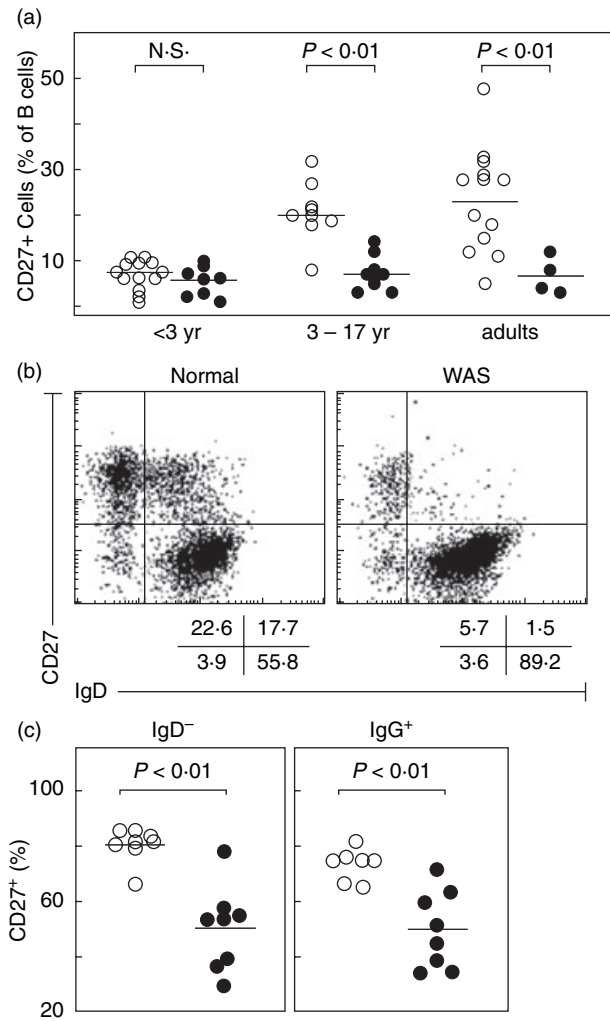 (a)
N·S·
P < 0·01
P < 0·01
50
30
10
CD27+ Cells (% of B cells)
<3 yr
3 – 17 yr
adults
(b)
Normal
WAS
CD27
22·6 17·7
3·9 55·8
5·7 1·5
3·6 89·2
IgD
(c)
IgD⁻
IgG⁺
P < 0·01
P < 0·01
100
60
20
CD27⁺ (%)